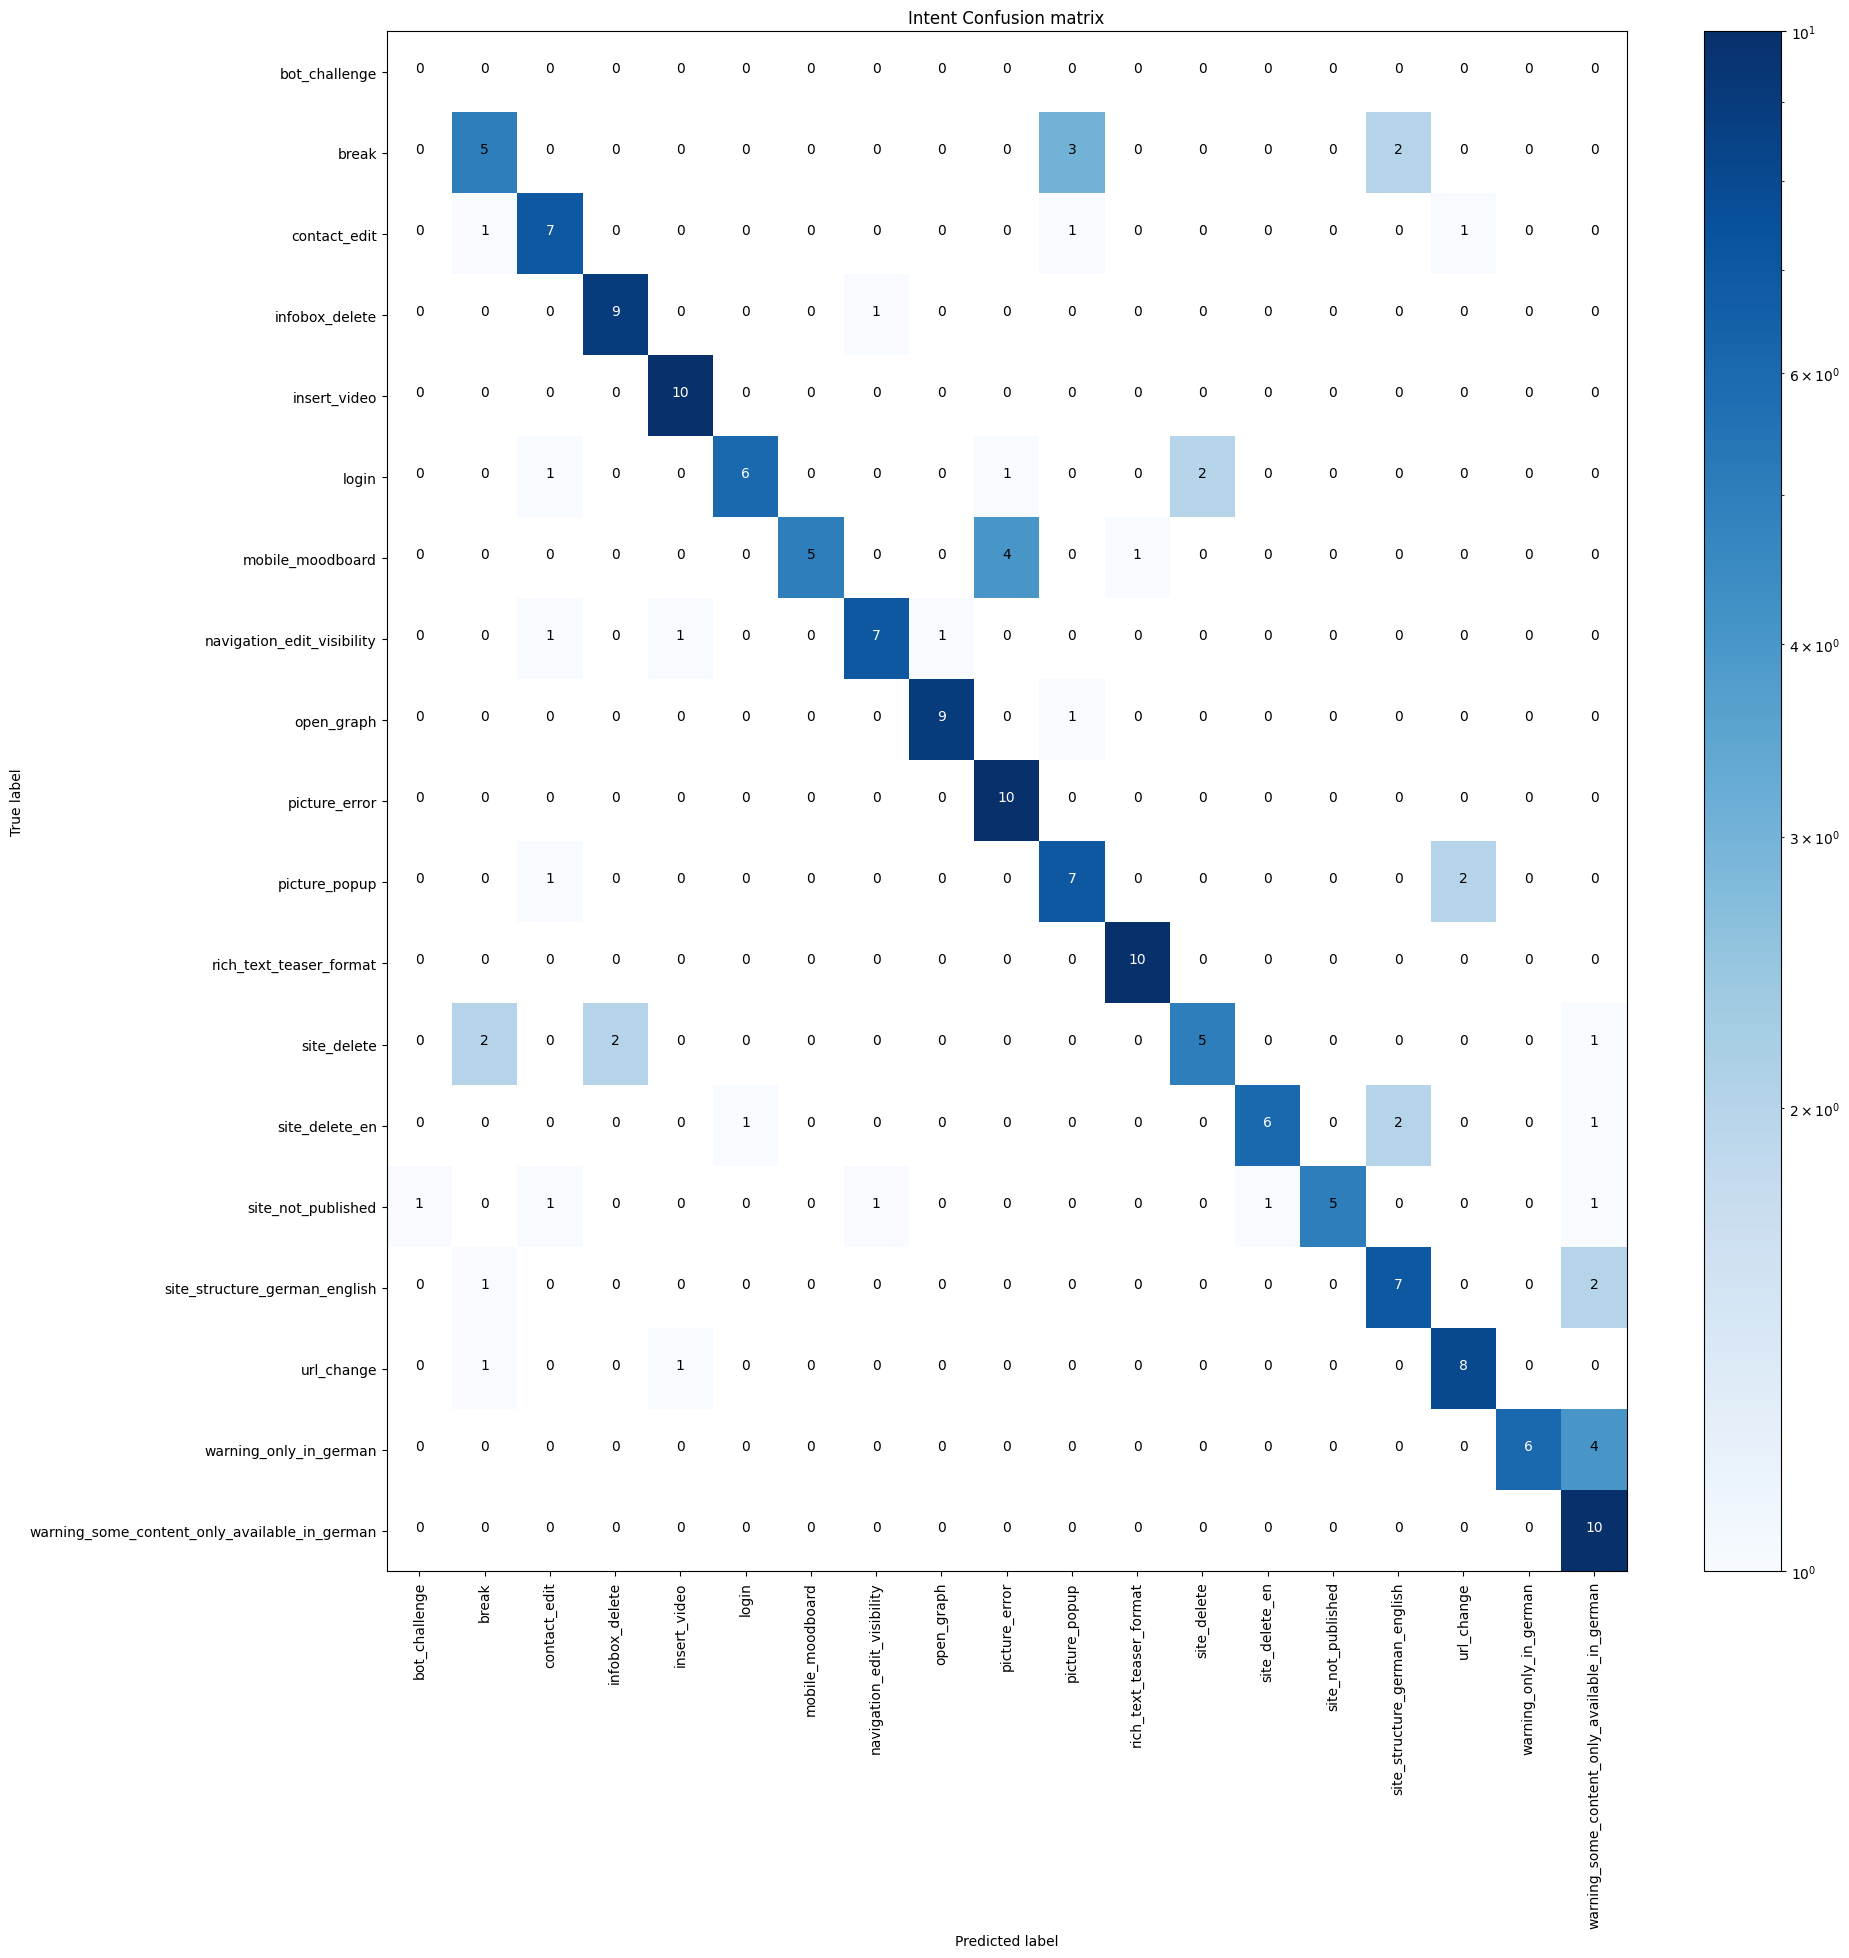 Intent Confusion matrix
bot_challenge 0 0 0 0 0 0 0 0 0 0 0 0 0 0 0 0 0 0 0
break 0 5 0 0 0 0 0 0 0 0 3 0 0 0 0 2 0 0 0
contact_edit 0 1 7 0 0 0 0 0 0 0 1 0 0 0 0 0 1 0 0
infobox_delete 0 0 0 9 0 0 0 1 0 0 0 0 0 0 0 0 0 0 0
insert_video 0 0 0 0 10 0 0 0 0 0 0 0 0 0 0 0 0 0 0
login 0 0 1 0 0 6 0 0 0 1 0 0 2 0 0 0 0 0 0
mobile_moodboard 0 0 0 0 0 0 5 0 0 4 0 1 0 0 0 0 0 0 0
navigation_edit_visibility 0 0 1 0 1 0 0 7 1 0 0 0 0 0 0 0 0 0 0
open_graph 0 0 0 0 0 0 0 0 9 0 1 0 0 0 0 0 0 0 0
picture_error 0 0 0 0 0 0 0 0 0 10 0 0 0 0 0 0 0 0 0
picture_popup 0 0 1 0 0 0 0 0 0 0 7 0 0 0 0 0 2 0 0
rich_text_teaser_format 0 0 0 0 0 0 0 0 0 0 0 10 0 0 0 0 0 0 0
site_delete 0 2 0 2 0 0 0 0 0 0 0 0 5 0 0 0 0 0 1
site_delete_en 0 0 0 0 0 1 0 0 0 0 0 0 0 6 0 2 0 0 1
site_not_published 1 0 1 0 0 0 0 1 0 0 0 0 0 1 5 0 0 0 1
site_structure_german_english 0 1 0 0 0 0 0 0 0 0 0 0 0 0 0 7 0 0 2
url_change 0 1 0 0 1 0 0 0 0 0 0 0 0 0 0 0 8 0 0
warning_only_in_german 0 0 0 0 0 0 0 0 0 0 0 0 0 0 0 0 0 6 4
warning_some_content_only_available_in_german 0 0 0 0 0 0 0 0 0 0 0 0 0 0 0 0 0 0 10
True label
bot_challenge
break
contact_edit
infobox_delete
insert_video
login
mobile_moodboard
navigation_edit_visibility
open_graph
picture_error
picture_popup
rich_text_teaser_format
site_delete
site_delete_en
site_not_published
site_structure_german_english
url_change
warning_only_in_german
warning_some_content_only_available_in_german
Predicted label
10¹
6 × 10⁰
4 × 10⁰
3 × 10⁰
2 × 10⁰
10⁰